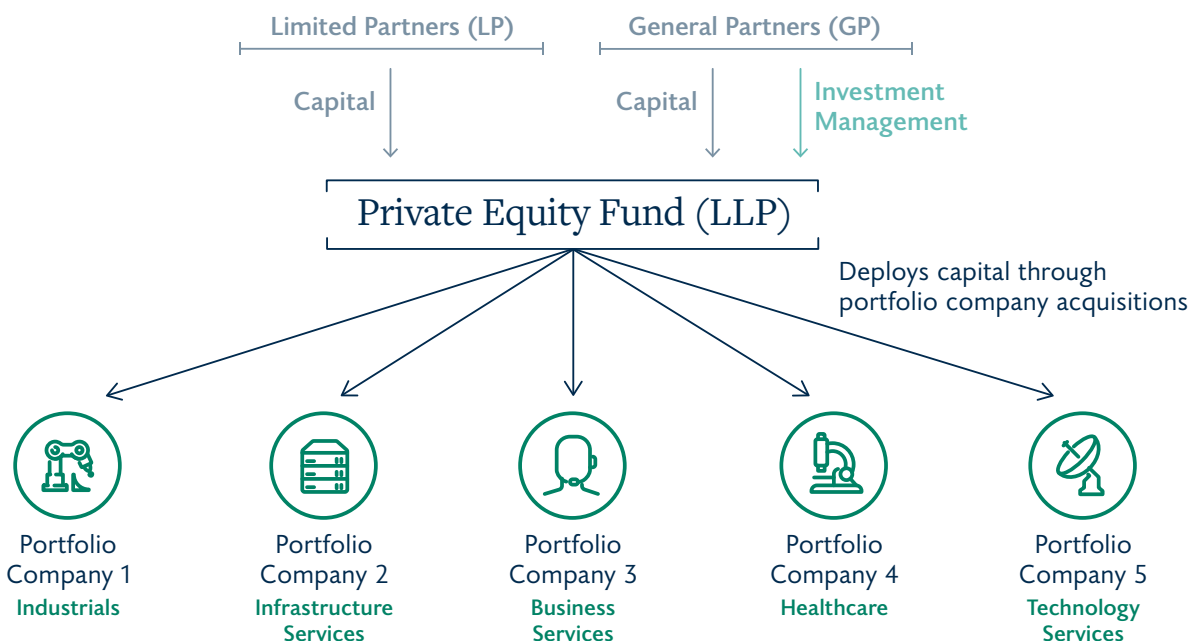 Limited Partners (LP)
General Partners (GP)
Capital
Capital
Investment
Management
Private Equity Fund (LLP)
Deploys capital through
portfolio company acquisitions
Portfolio
Company 1
Industrials
Portfolio
Company 2
Infrastructure
Services
Portfolio
Company 3
Business
Services
Portfolio
Company 4
Healthcare
Portfolio
Company 5
Technology
Services